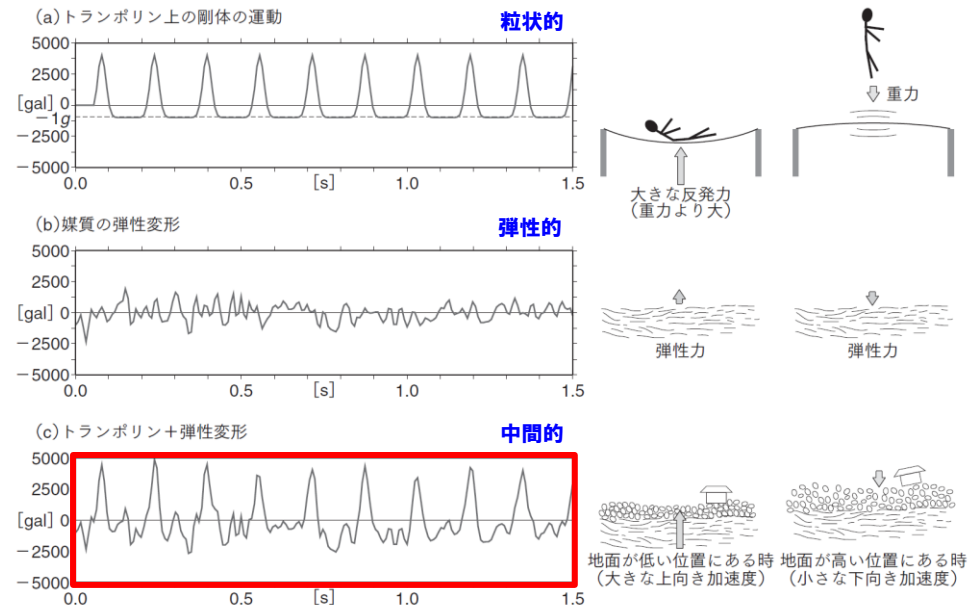 (a)トランポリン上の剛体の運動
粒状的
5000
2500
[gal] 0
−1g
−2500
−5000
0.0 0.5 [s] 1.0 1.5
重力
大きな反発力
(重力より大)
(b)媒質の弾性変形
弾性的
5000
2500
[gal] 0
−2500
−5000
0.0 0.5 [s] 1.0 1.5
弾性力
弾性力
(c)トランポリン＋弾性変形
中間的
5000
2500
[gal] 0
−2500
−5000
0.0 0.5 [s] 1.0 1.5
地面が低い位置にある時
(大きな上向き加速度)
地面が高い位置にある時
(小さな下向き加速度)